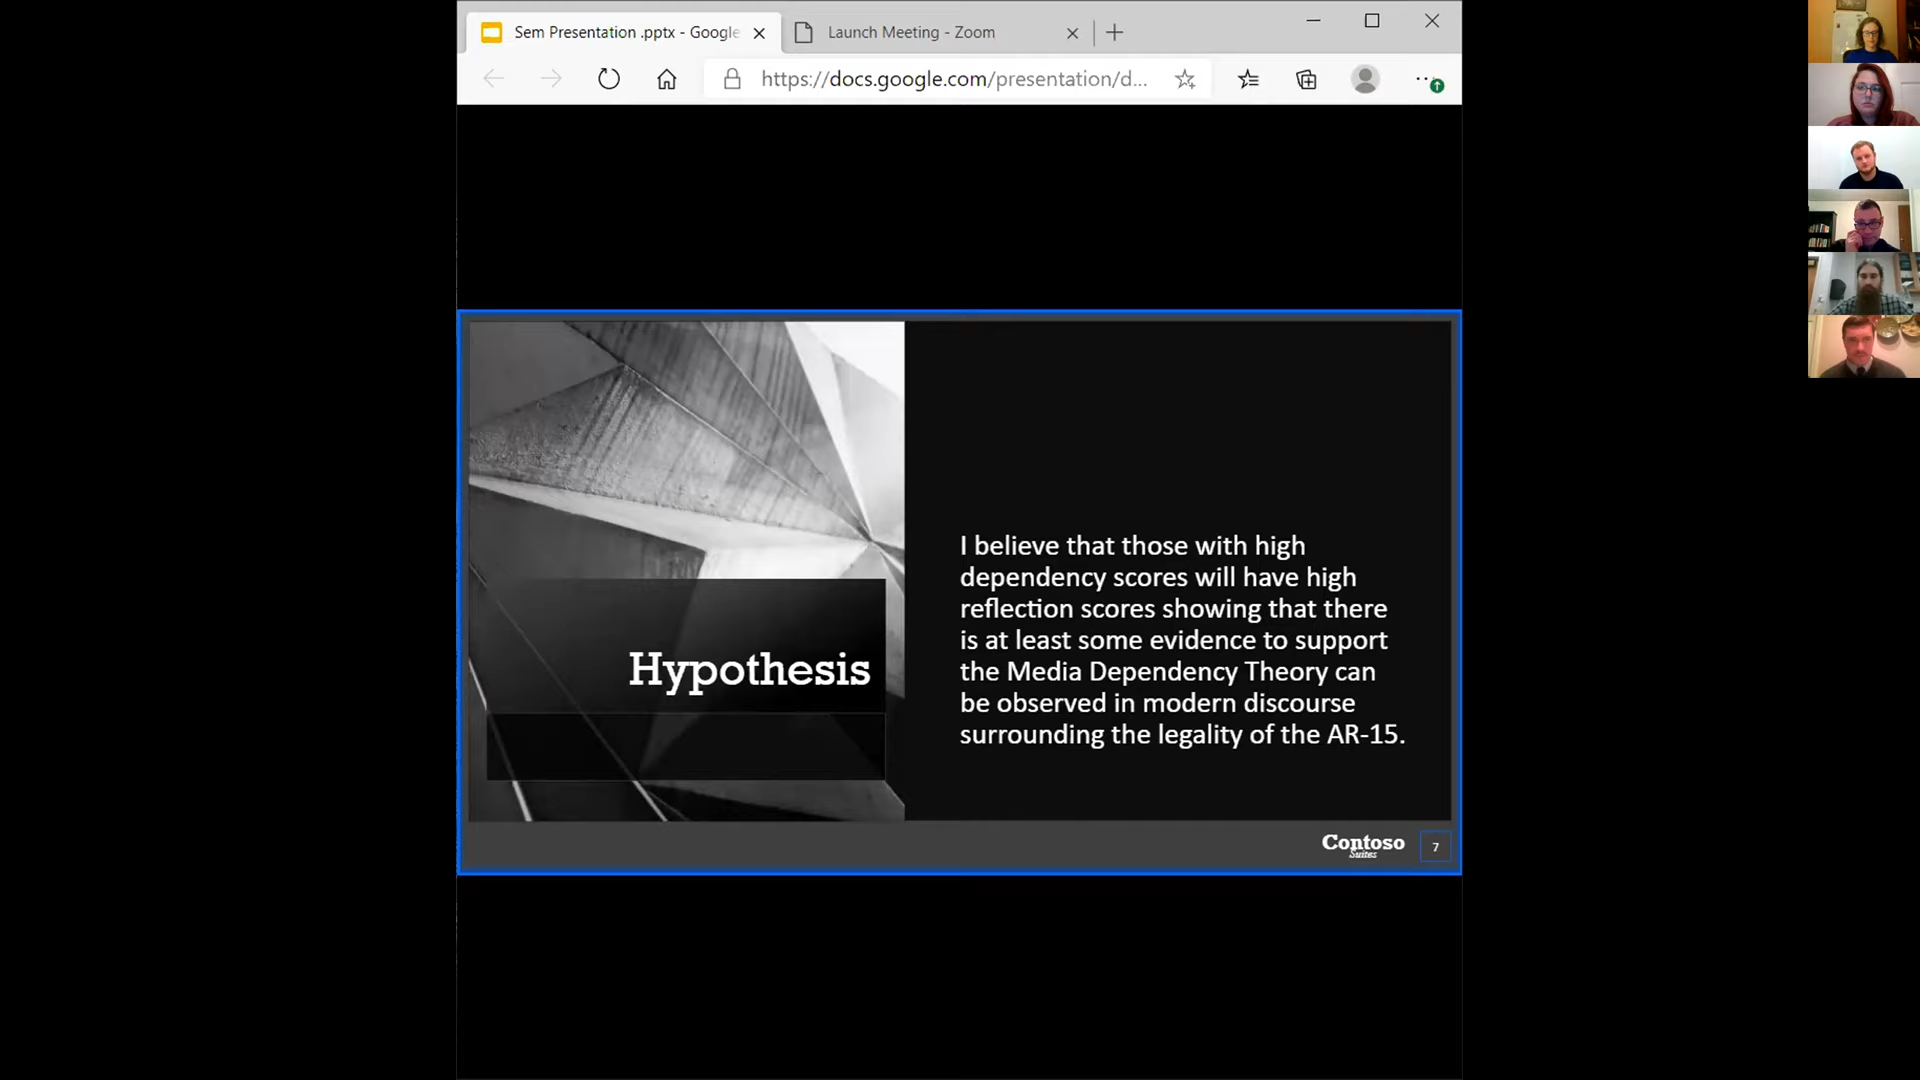 Sem Presentation .pptx - Google
Launch Meeting - Zoom
https://docs.google.com/presentation/d...
Hypothesis
I believe that those with high
dependency scores will have high
reflection scores showing that there
is at least some evidence to support
the Media Dependency Theory can
be observed in modern discourse
surrounding the legality of the AR-15.
Contoso
Suites
7